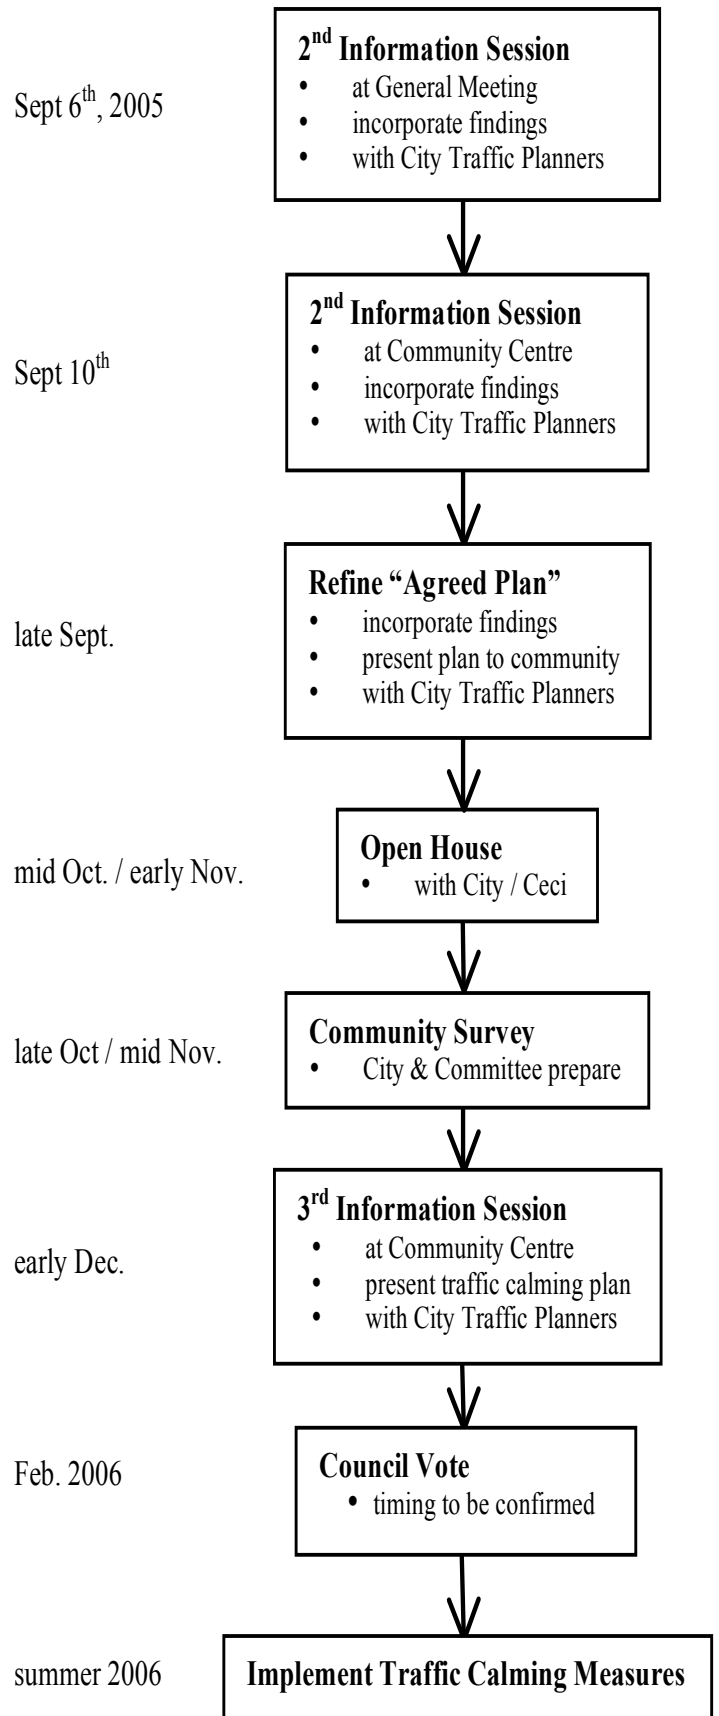 2nd Information Session
• at General Meeting
Sept 6th, 2005
• incorporate findings
• with City Traffic Planners
2nd Information Session
• at Community Centre
Sept 10th
• incorporate findings
• with City Traffic Planners
Refine “Agreed Plan”
• incorporate findings
late Sept.
• present plan to community
• with City Traffic Planners
Open House
mid Oct. / early Nov.
• with City / Ceci
Community Survey
late Oct / mid Nov.
• City & Committee prepare
3rd Information Session
• at Community Centre
early Dec.
• present traffic calming plan
• with City Traffic Planners
Council Vote
Feb. 2006
• timing to be confirmed
summer 2006
Implement Traffic Calming Measures